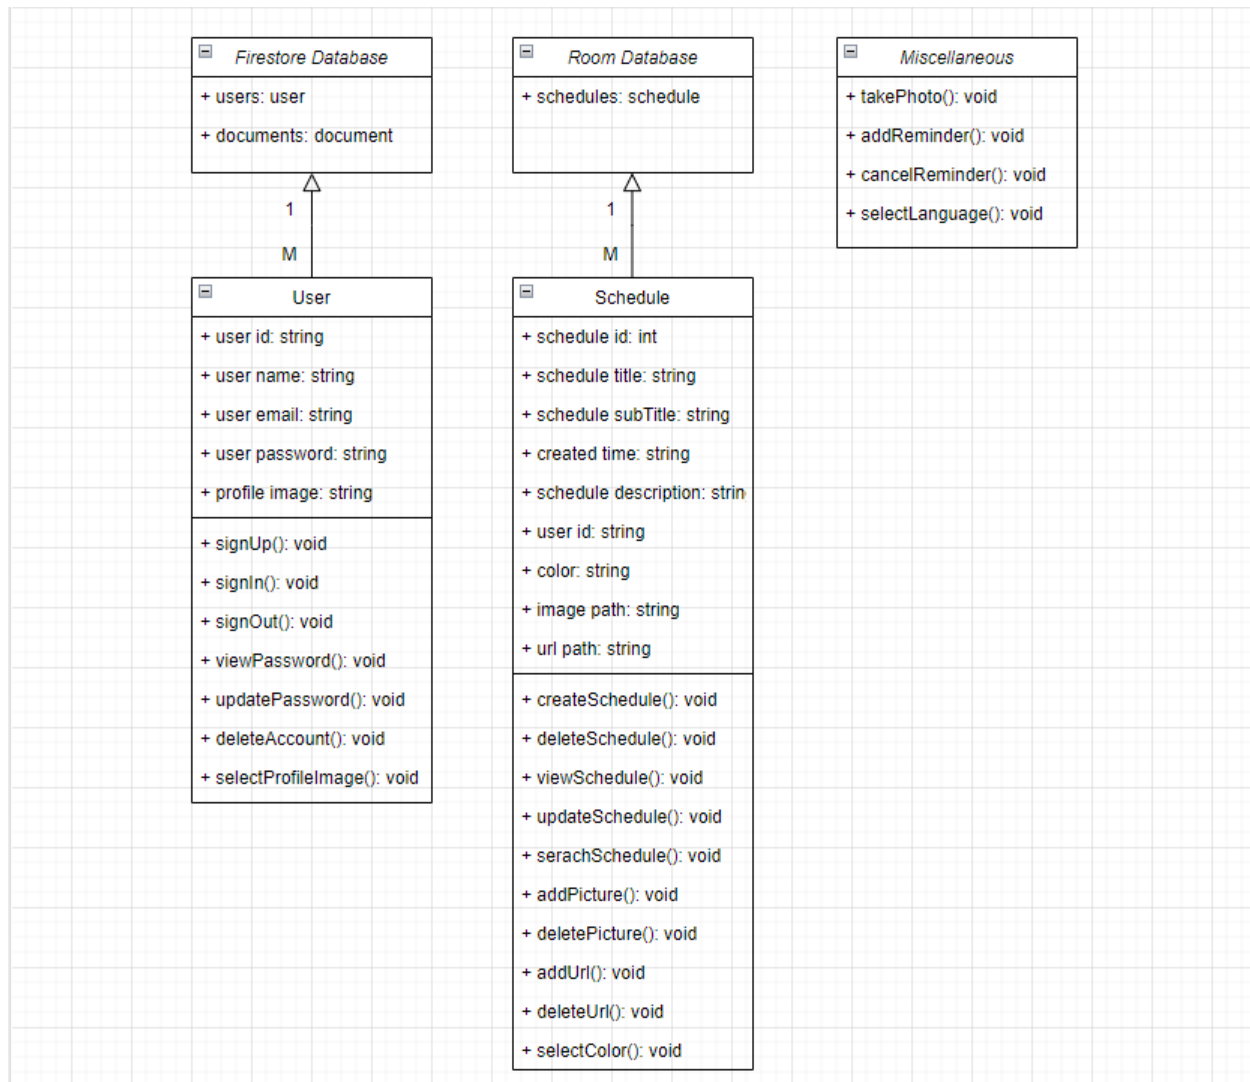 Firestore Database
+ users: user
+ documents: document
1
M
User
+ user id: string
+ user name: string
+ user email: string
+ user password: string
+ profile image: string
+ signUp(): void
+ signIn(): void
+ signOut(): void
+ viewPassword(): void
+ updatePassword(): void
+ deleteAccount(): void
+ selectProfileImage(): void
Room Database
+ schedules: schedule
1
M
Schedule
+ schedule id: int
+ schedule title: string
+ schedule subTitle: string
+ created time: string
+ schedule description: strin
+ user id: string
+ color: string
+ image path: string
+ url path: string
+ createSchedule(): void
+ deleteSchedule(): void
+ viewSchedule(): void
+ updateSchedule(): void
+ serachSchedule(): void
+ addPicture(): void
+ deletePicture(): void
+ addUrl(): void
+ deleteUrl(): void
+ selectColor(): void
Miscellaneous
+ takePhoto(): void
+ addReminder(): void
+ cancelReminder(): void
+ selectLanguage(): void